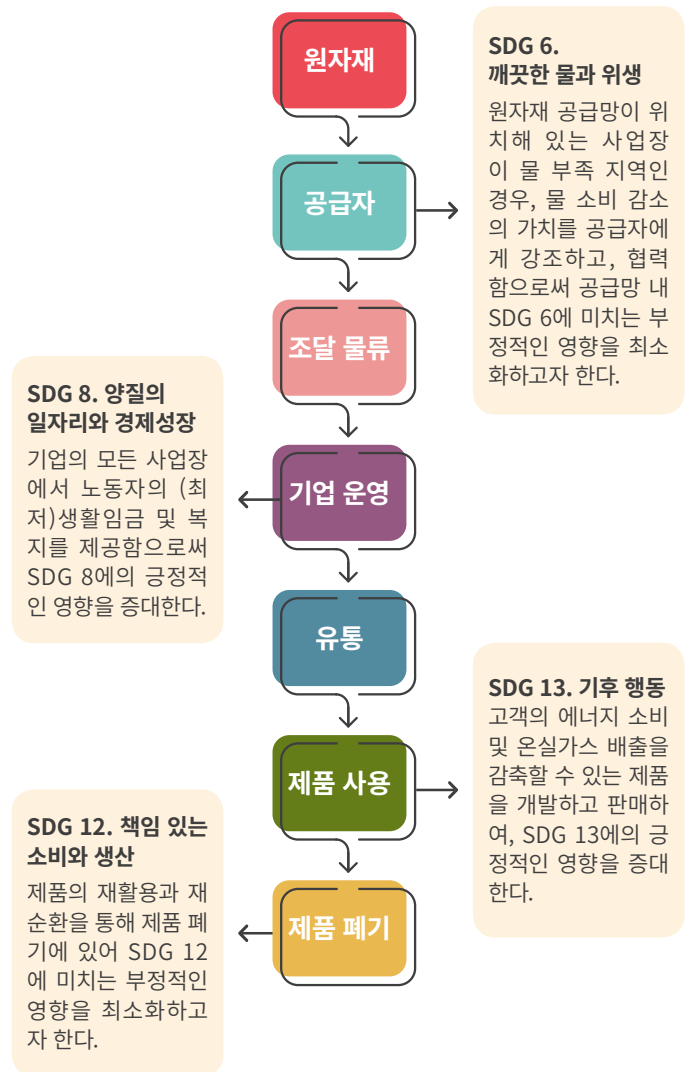 원자재
SDG 6.
깨끗한 물과 위생
원자재 공급망이 위
치해 있는 사업장
이 물 부족 지역인
경우, 물 소비 감소
의 가치를 공급자에
게 강조하고, 협력
함으로써 공급망 내
SDG 6에 미치는 부
정적인 영향을 최소
화하고자 한다.
공급자
조달 물류
SDG 8. 양질의
일자리와 경제성장
기업의 모든 사업장
에서 노동자의 (최
저)생활임금 및 복
지를 제공함으로써
SDG 8에의 긍정적
인 영향을 증대한다.
기업 운영
유통
SDG 13. 기후 행동
고객의 에너지 소비
및 온실가스 배출을
감축할 수 있는 제품
을 개발하고 판매하
여, SDG 13에의 긍
정적인 영향을 증대
한다.
제품 사용
SDG 12. 책임 있는
소비와 생산
제품의 재활용과 재
순환을 통해 제품 폐
기에 있어 SDG 12
에 미치는 부정적인
영향을 최소화하고
자 한다.
제품 폐기